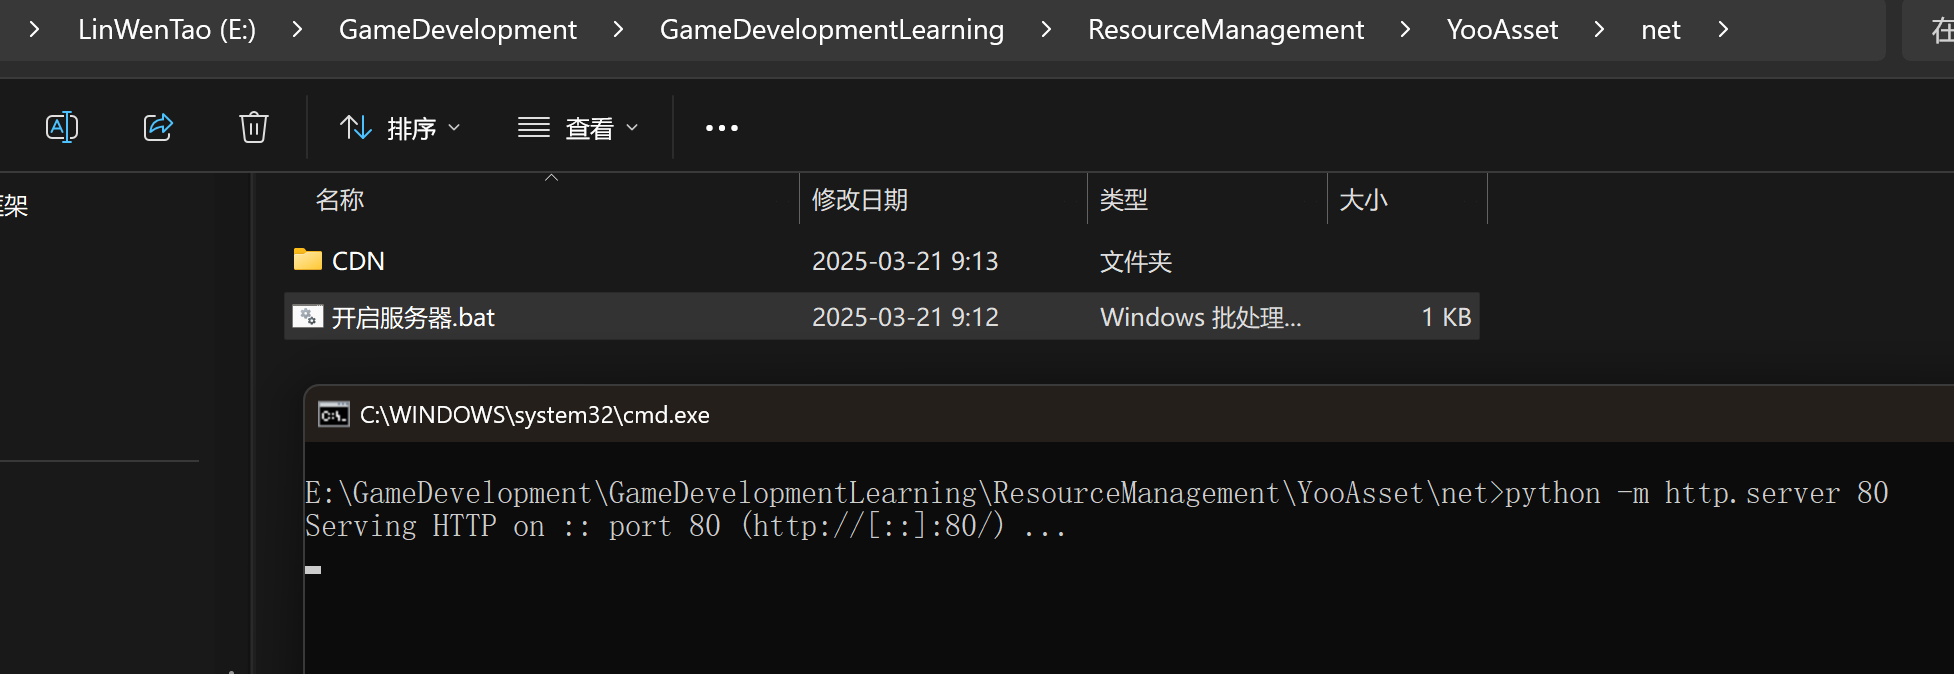 LinWenTao (E:) > GameDevelopment > GameDevelopmentLearning > ResourceManagement > YooAsset > net >
在
排序
查看
架
名称 修改日期 类型 大小
CDN 2025-03-21 9:13 文件夹
开启服务器.bat 2025-03-21 9:12 Windows 批处理... 1 KB
C:\WINDOWS\system32\cmd.exe
E:\GameDevelopment\GameDevelopmentLearning\ResourceManagement\YooAsset\net>python -m http.server 80
Serving HTTP on :: port 80 (http://[::]:80/) ...